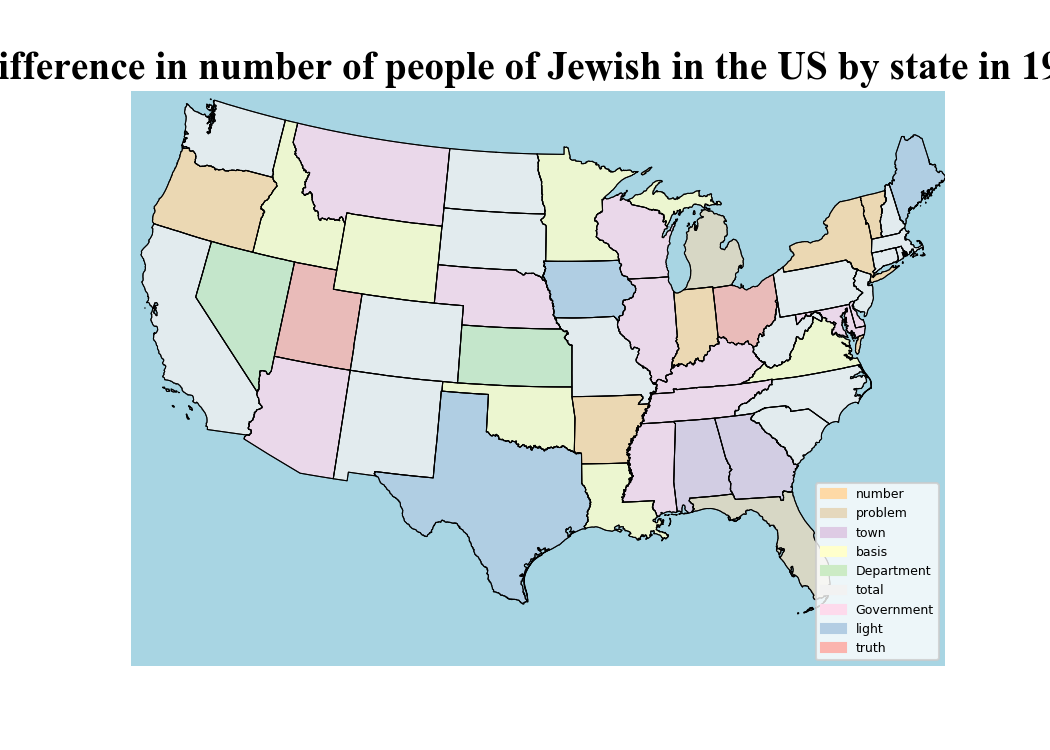 ifference in number of people of Jewish in the US by state in 19
number
problem
town
basis
Department
total
Government
light
truth